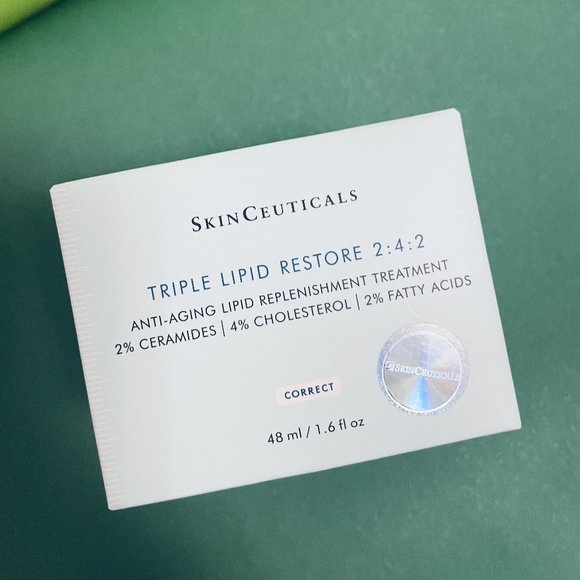 SKINCEUTICALS
TRIPLE LIPID RESTORE 2:4:2
ANTI-AGING LIPID REPLENISHMENT TREATMENT
2% CERAMIDES | 4% CHOLESTEROL | 2% FATTY ACIDS
SKINCEUTICALS
CORRECT
48 ml / 1.6 fl oz